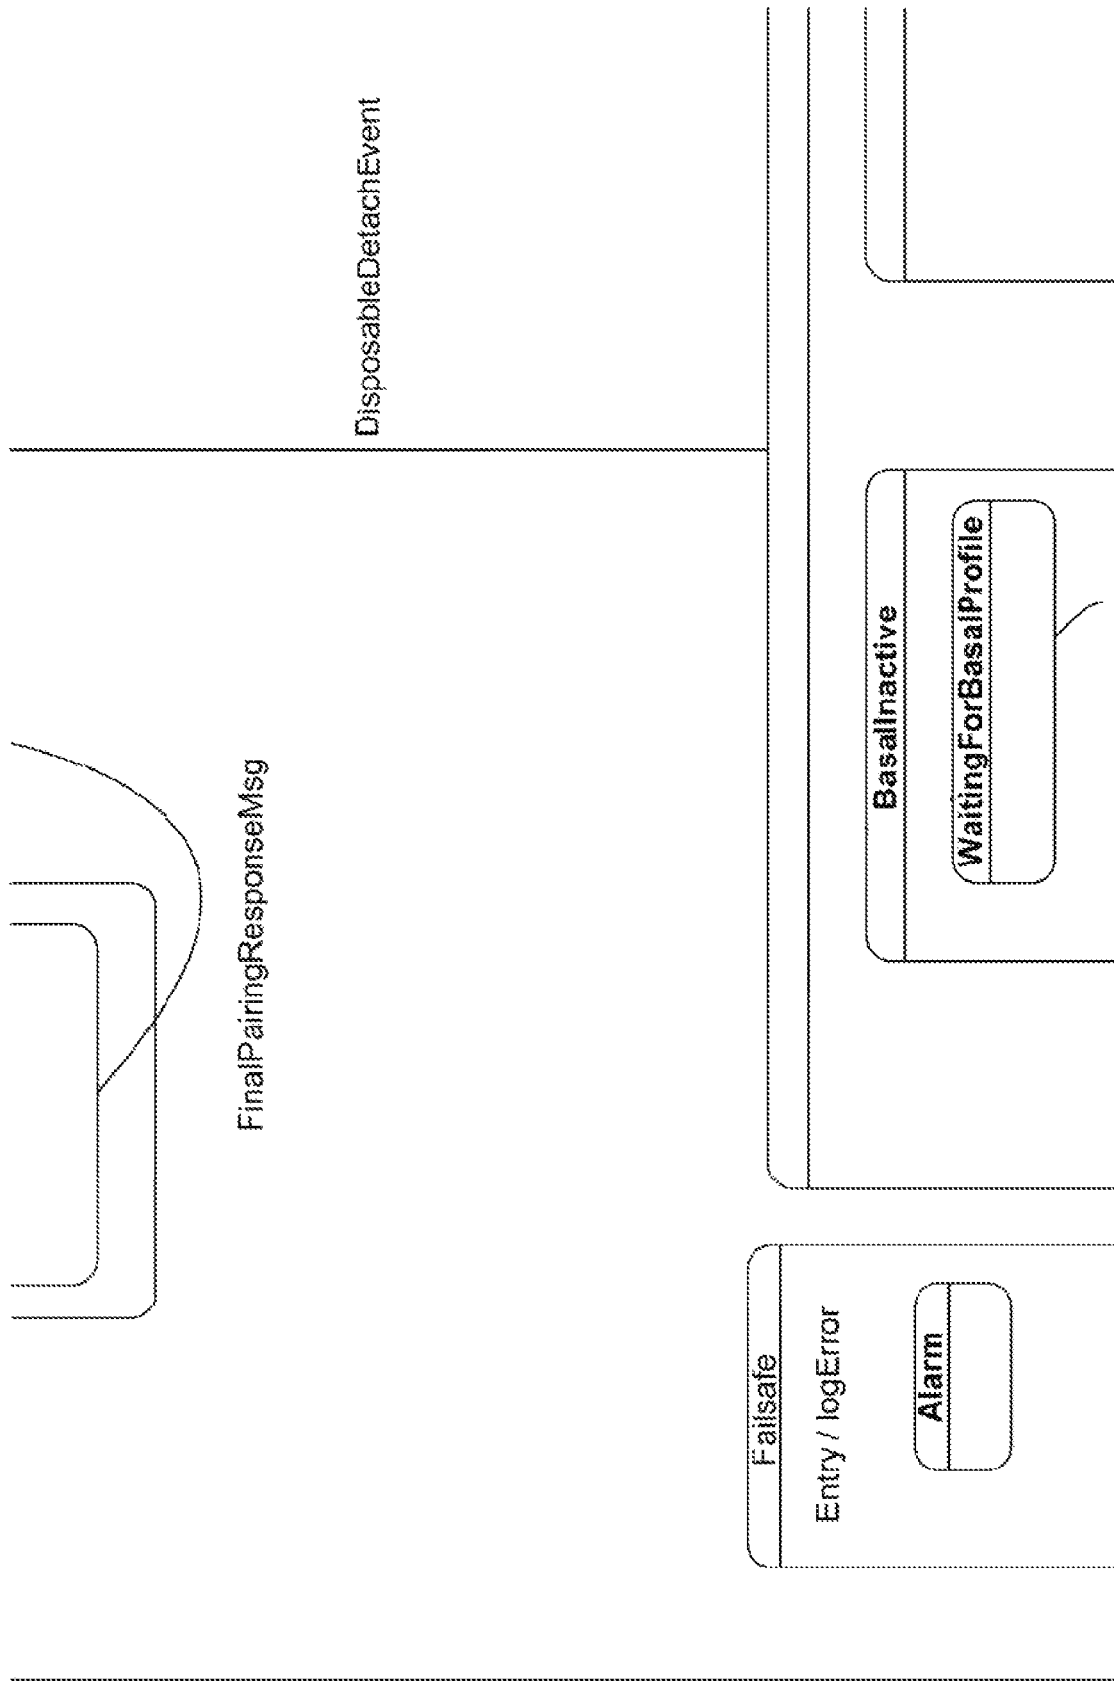 FinalPairingResponseMsg
DisposableDetachEvent
Failsafe
Entry / logError
Alarm
BasalInactive
WaitingForBasalProfile